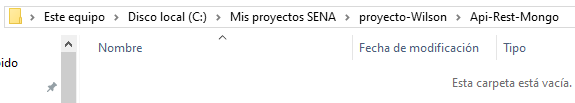 Este equipo > Disco local (C:) > Mis proyectos SENA > proyecto-Wilson > Api-Rest-Mongo
Nombre Fecha de modificación Tipo
Esta carpeta está vacía.